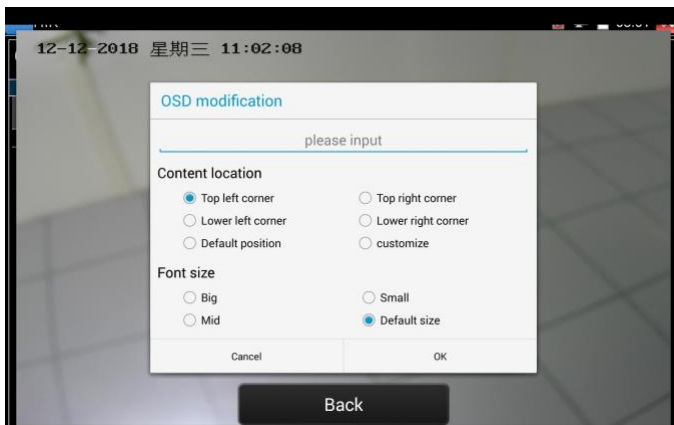 12-12-2018 星期三 11:02:08
OSD modification
please input
Content location
Top left corner
Top right corner
Lower left corner
Lower right corner
Default position
customize
Font size
Big
Small
Mid
Default size
Cancel
OK
Back